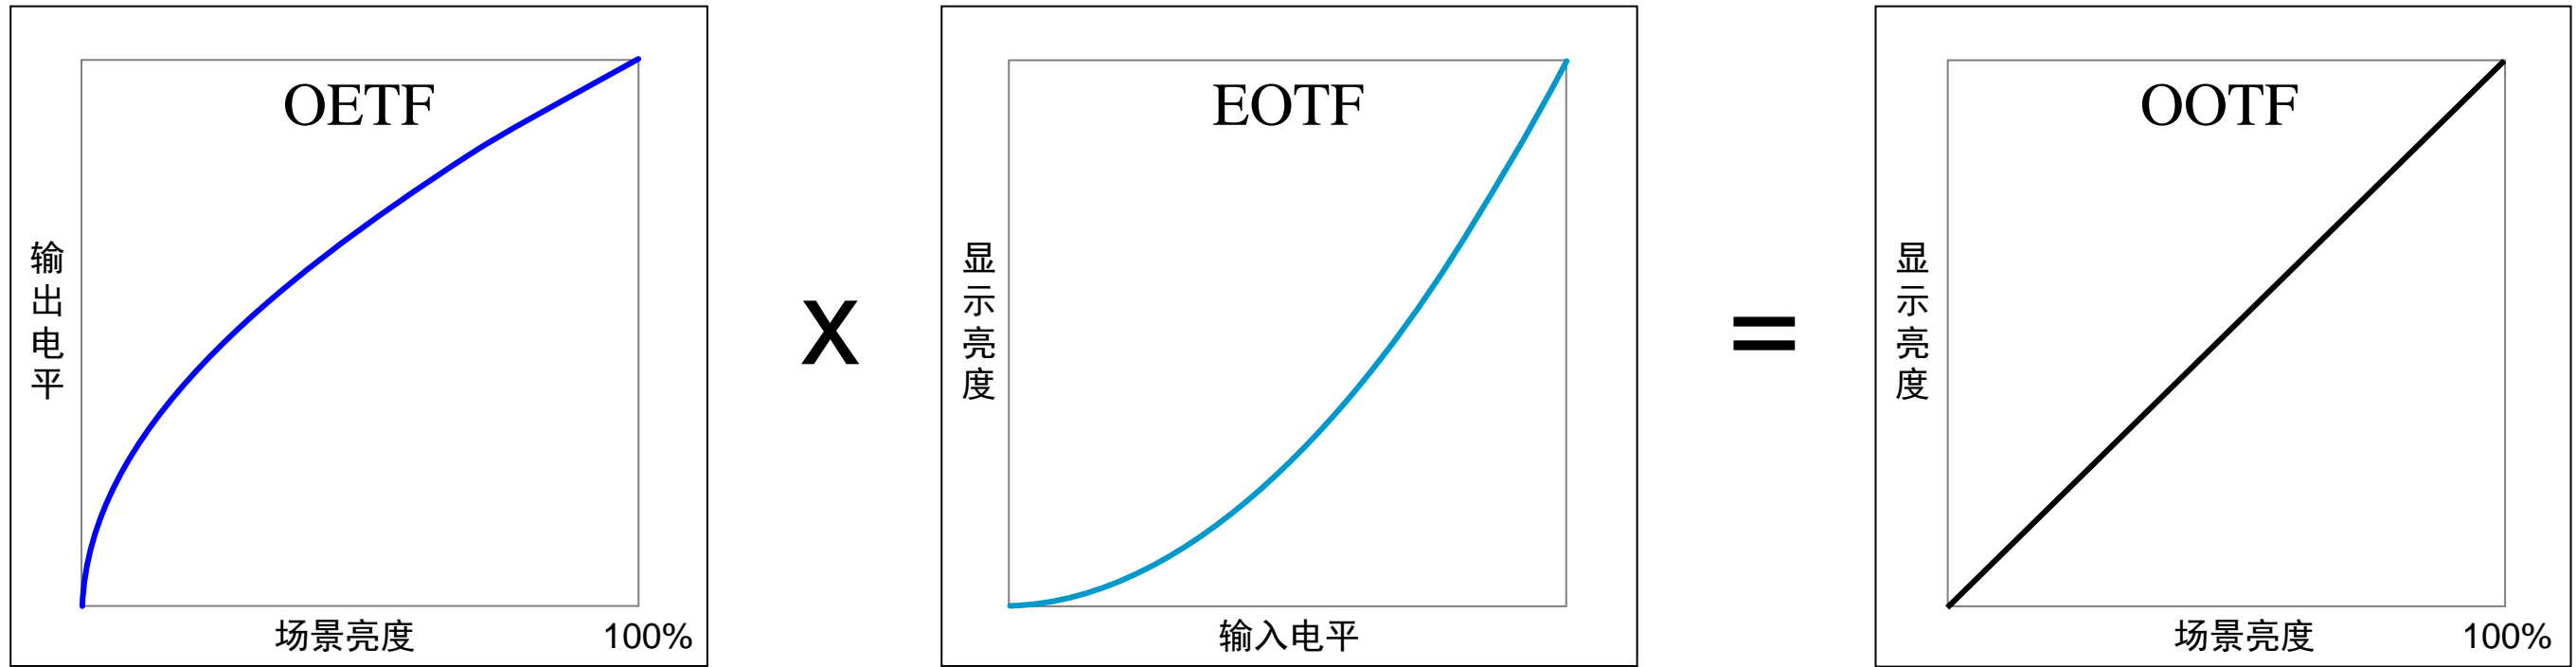 OETF
输出电平
场景亮度
100%
X
EOTF
显示亮度
输入电平
=
OOTF
显示亮度
场景亮度
100%